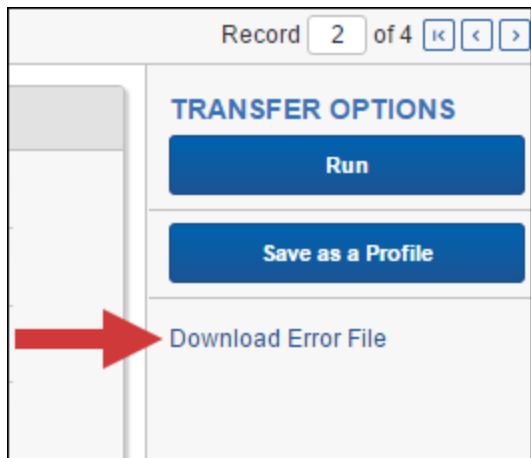 Record 2 of 4
TRANSFER OPTIONS
Run
Save as a Profile
Download Error File